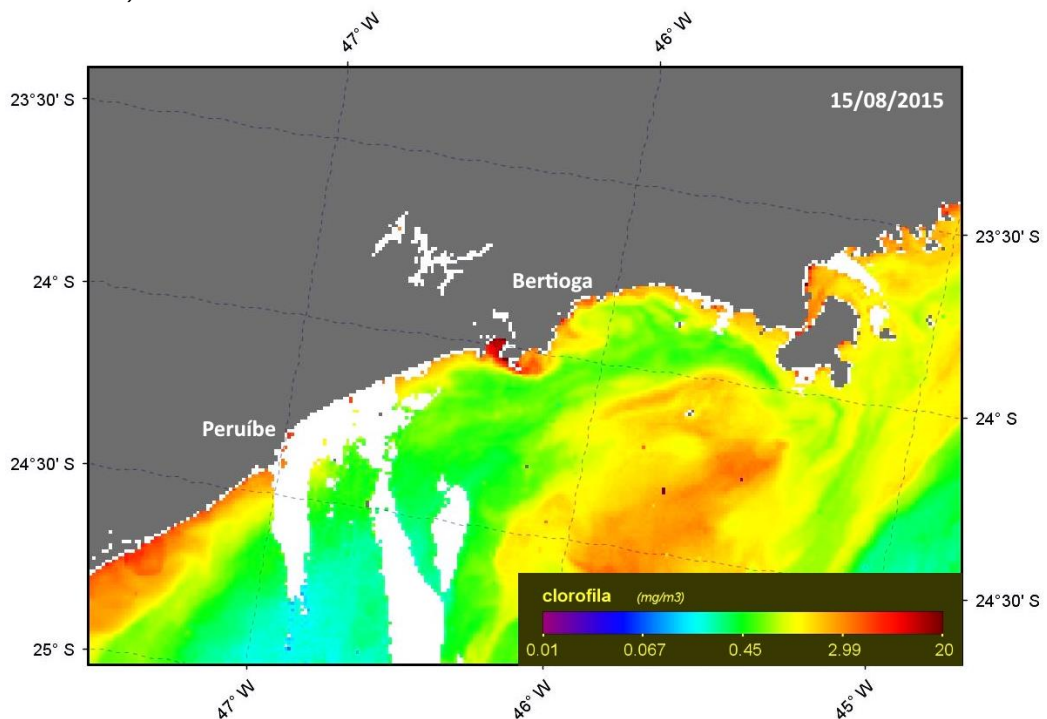 47° W 46° W
23°30' S
15/08/2015
23°30' S
24° S
Bertioga
24° S
Peruíbe
24°30' S
24°30' S
clorofila (mg/m3)
0.01 0.067 0.45 2.99 20
25° S
47° W 46° W 45° W